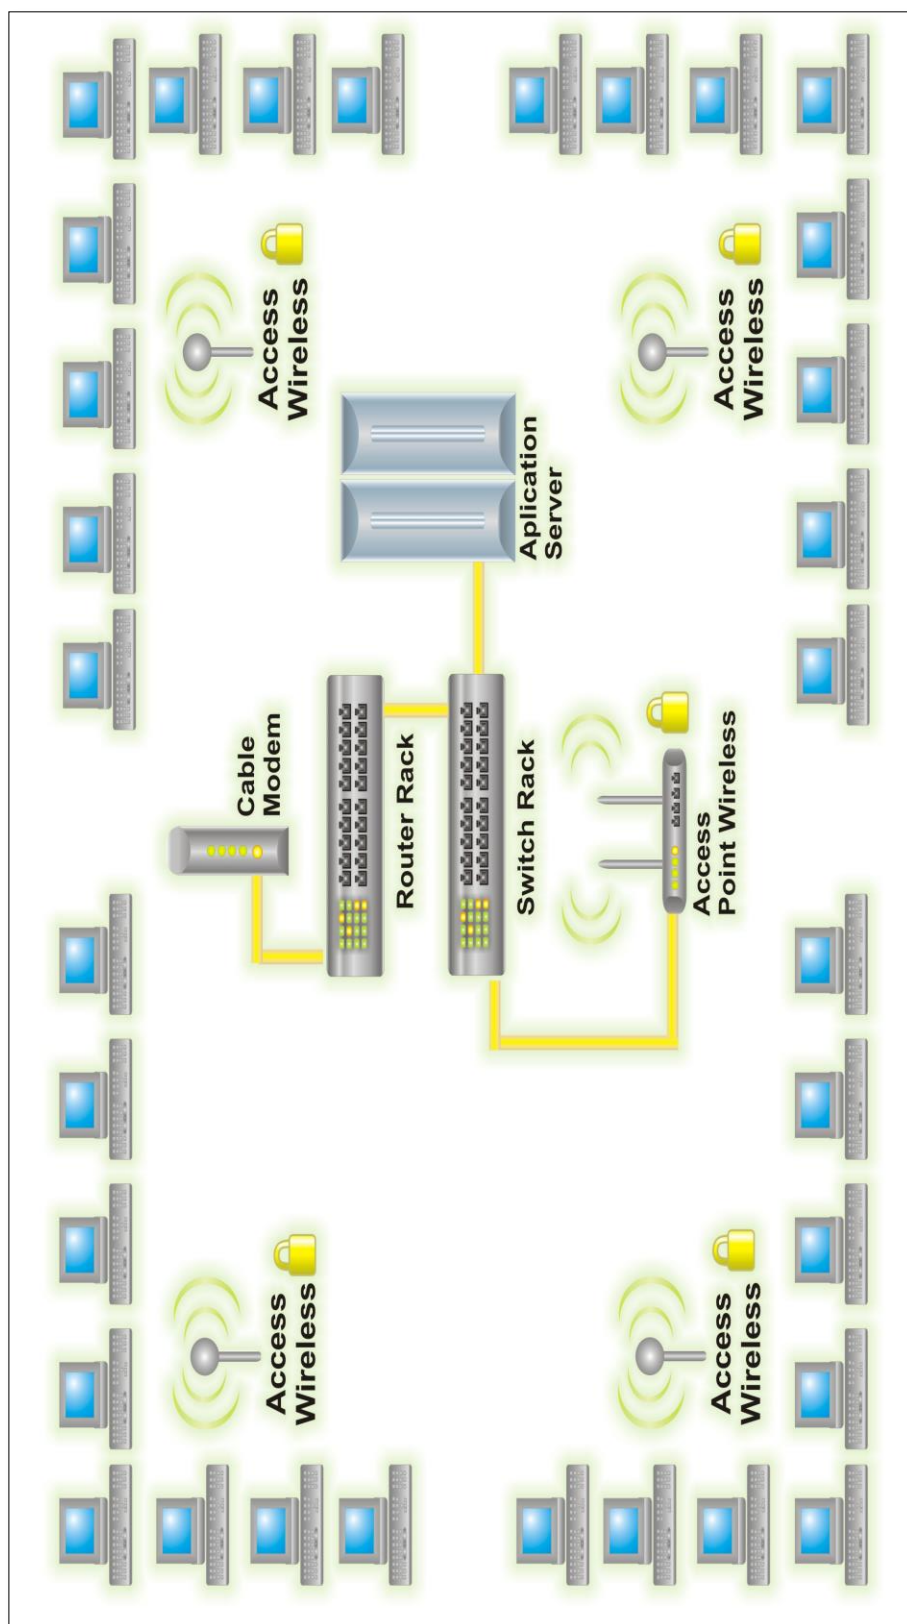 Cable
Modem
Access
Wireless
Access
Wireless
Router Rack
Switch Rack
Aplication
Server
Access
Wireless
Access
Point Wireless
Access
Wireless